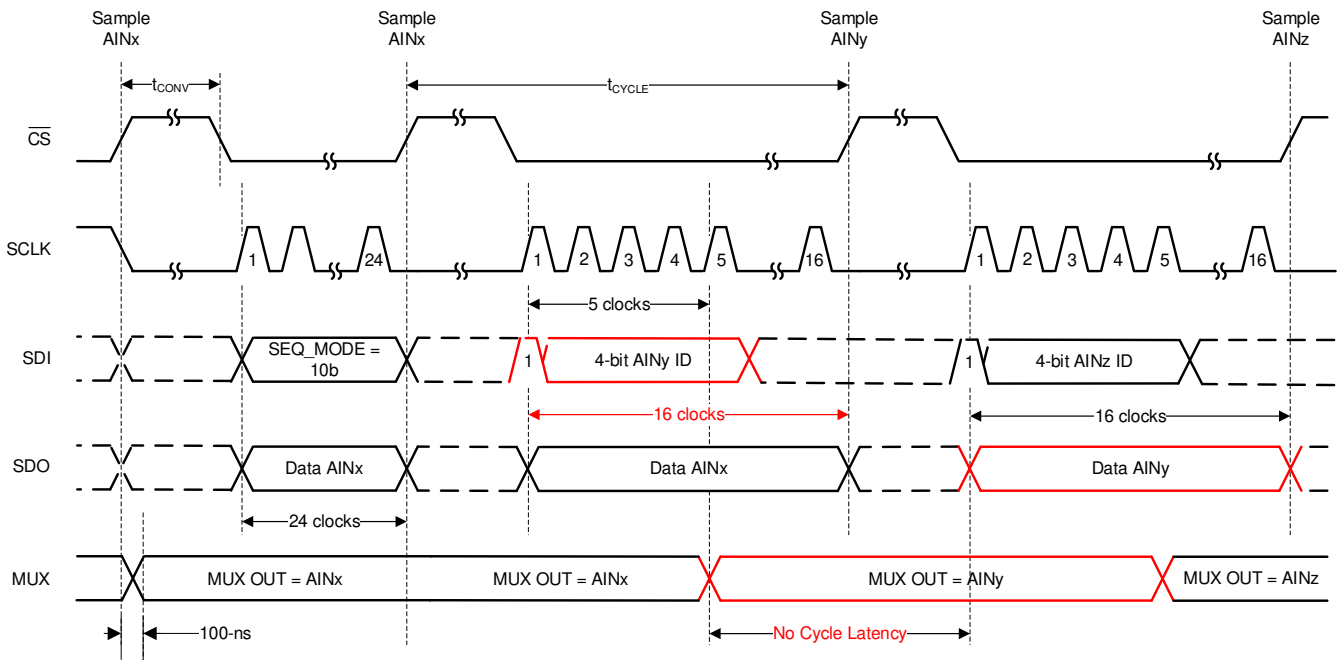 Sample
AINx
Sample
AINx
Sample
AINy
Sample
AINz
tCONV
tCYCLE
CS
SCLK
1
24
1
2
3
4
5
16
1
2
3
4
5
16
5 clocks
SDI
SEQ_MODE =
10b
1
4-bit AINy ID
1
4-bit AINz ID
16 clocks
16 clocks
SDO
Data AINx
Data AINx
Data AINy
24 clocks
MUX
MUX OUT = AINx
MUX OUT = AINx
MUX OUT = AINy
MUX OUT = AINz
100-ns
No Cycle Latency